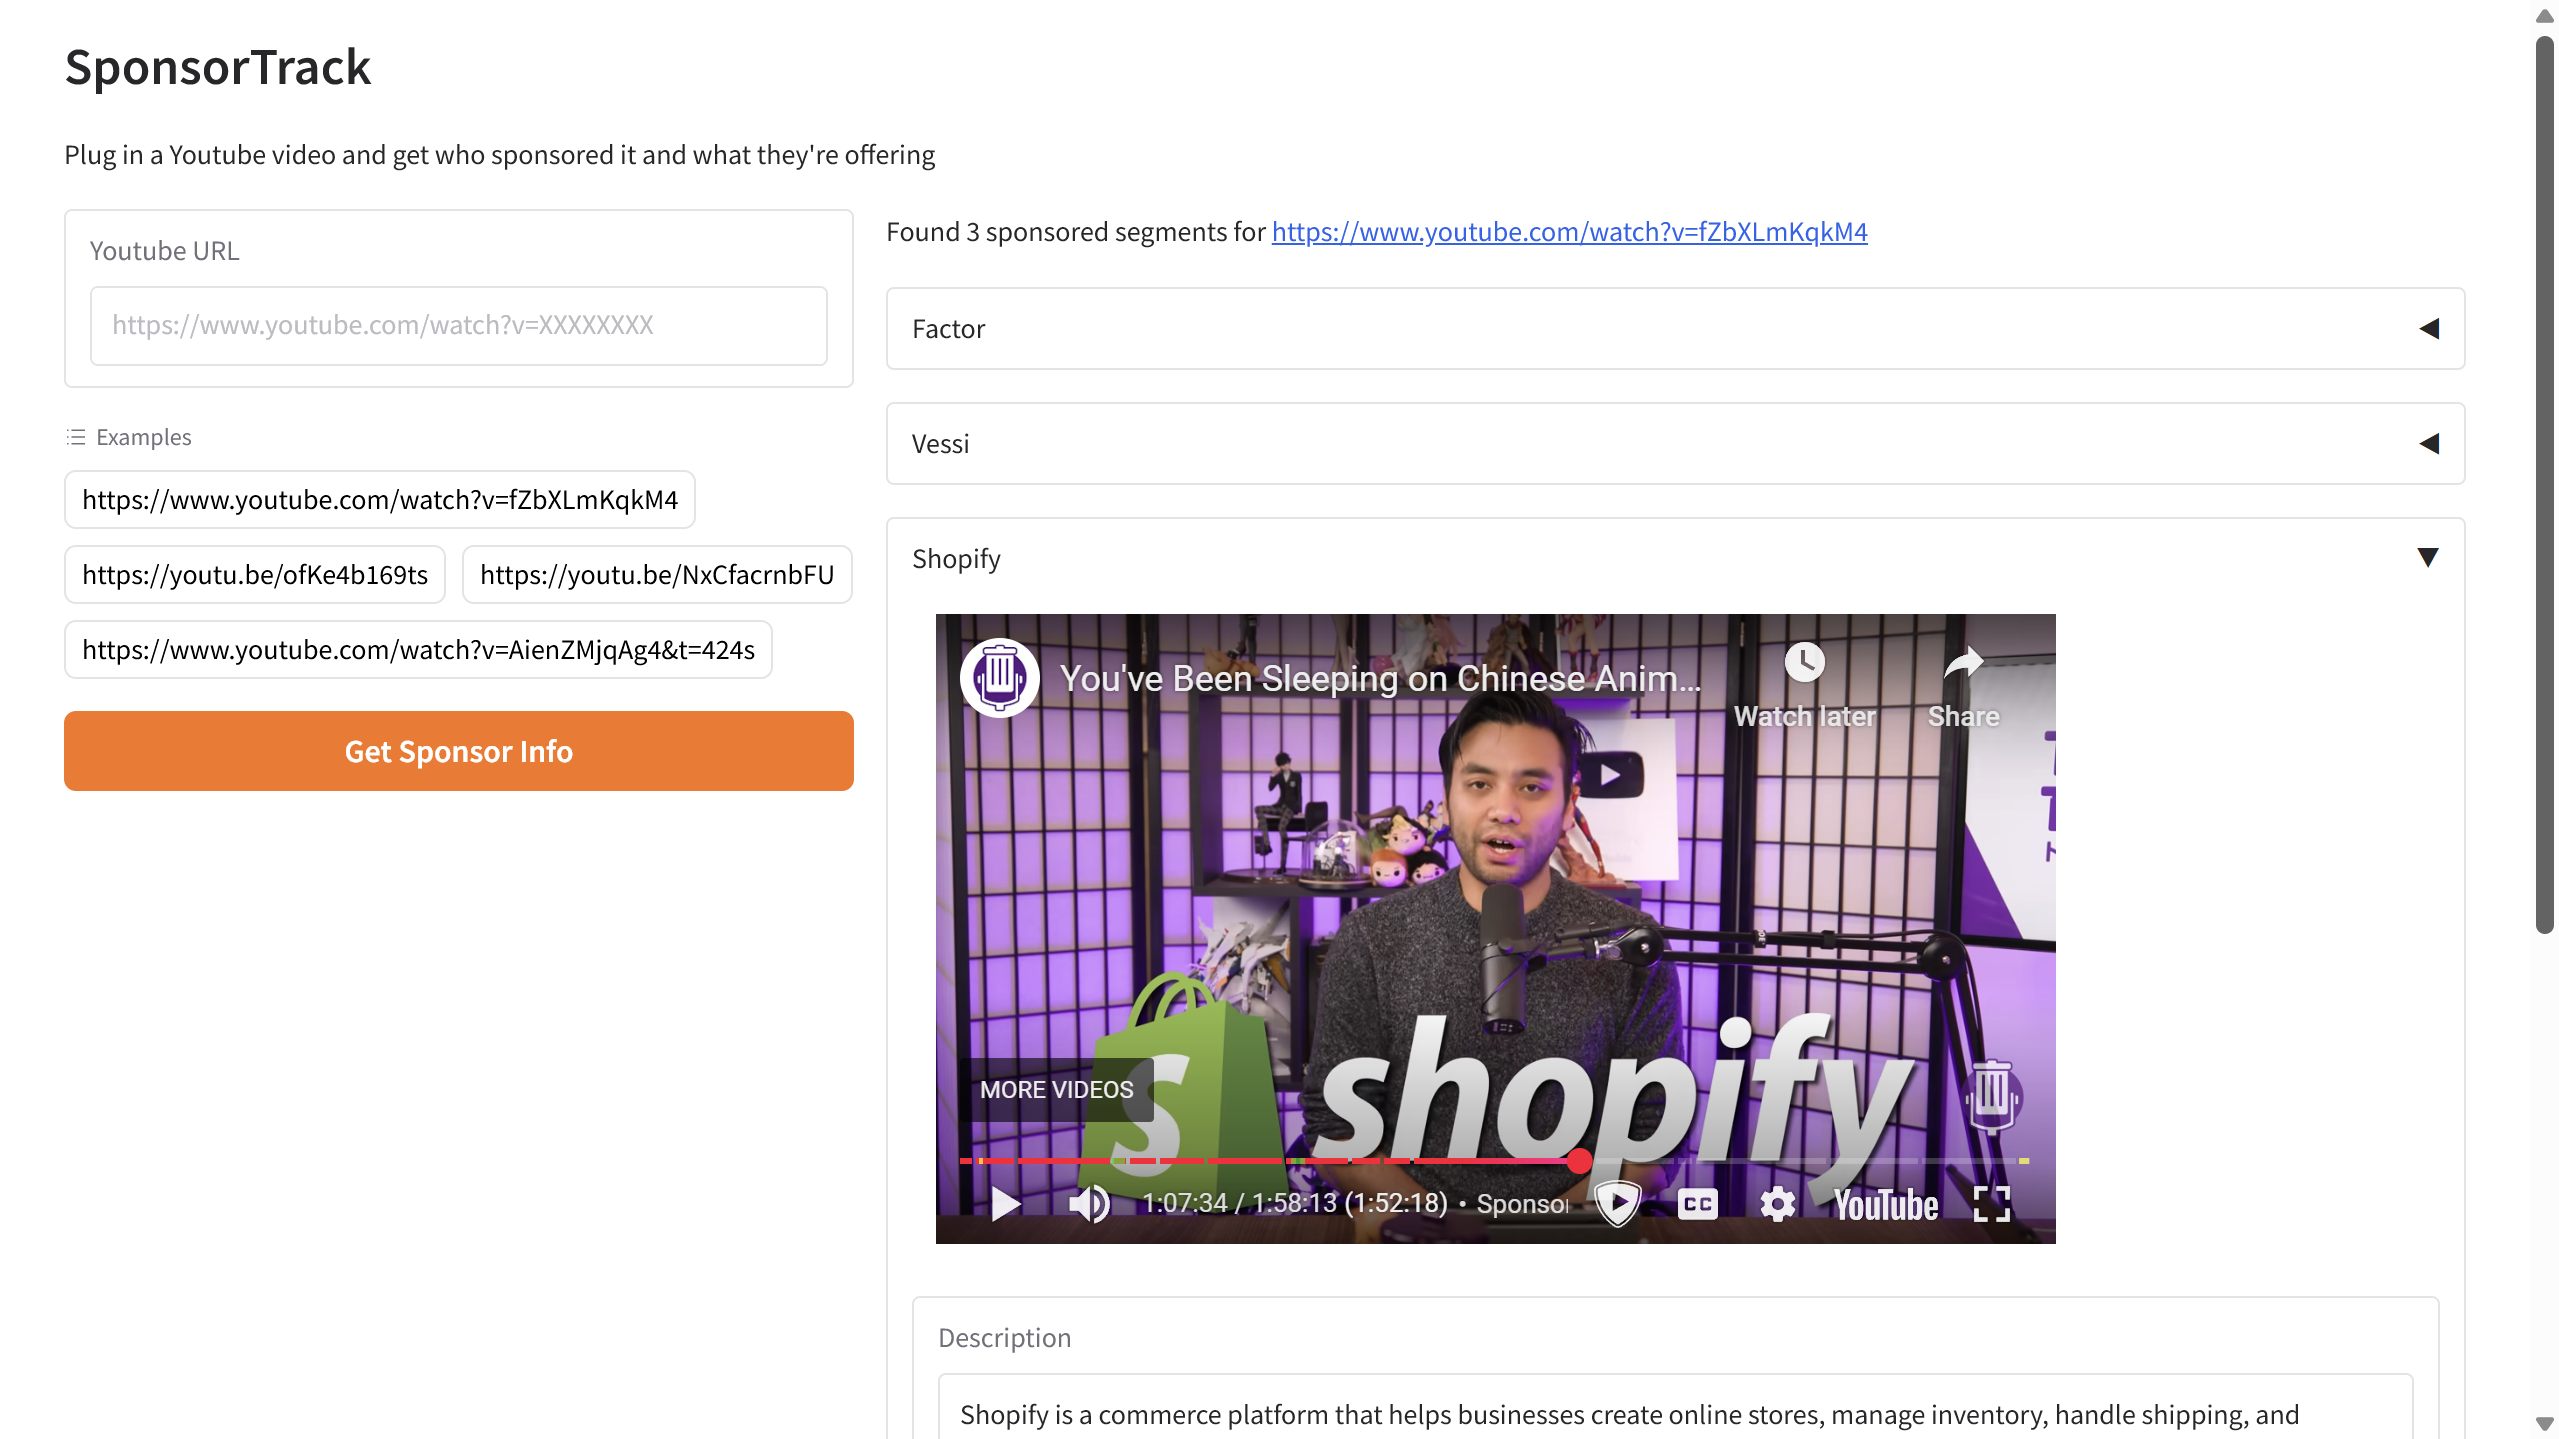 SponsorTrack
Plug in a Youtube video and get who sponsored it and what they're offering
Youtube URL
https://www.youtube.com/watch?v=XXXXXXXX
Examples
https://www.youtube.com/watch?v=fZbXLmKqkM4
https://youtu.be/ofKe4b169ts
https://youtu.be/NxCfacrnbFU
https://www.youtube.com/watch?v=AienZMjqAg4&t=424s
Get Sponsor Info
Found 3 sponsored segments for https://www.youtube.com/watch?v=fZbXLmKqkM4
Factor
Vessi
Shopify
You've Been Sleeping on Chinese Anim...
Watch later
Share
S shopify
MORE VIDEOS
1:07:34 / 1:58:13 (1:52:18) • Sponso
CC
YouTube
Description
Shopify is a commerce platform that helps businesses create online stores, manage inventory, handle shipping, and